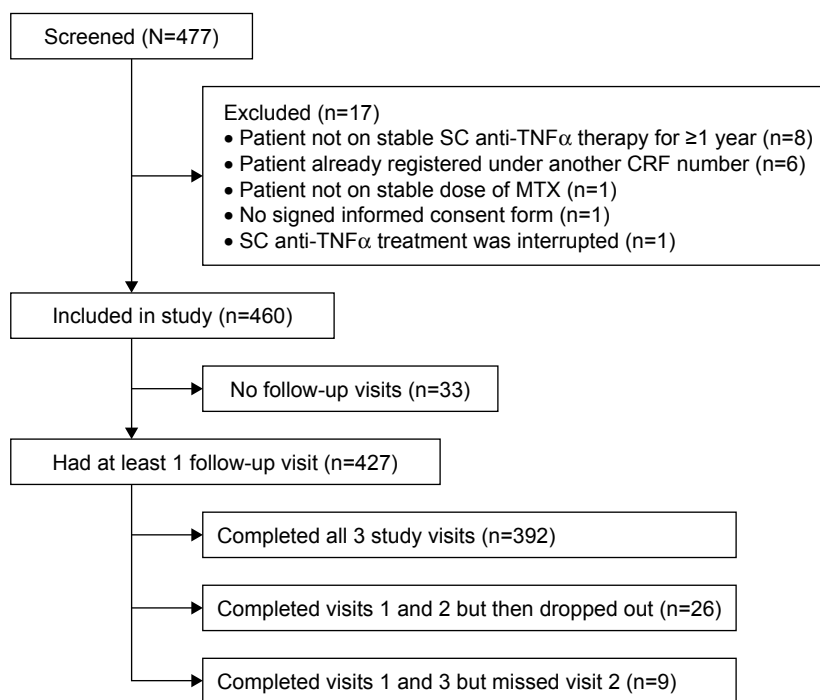 Screened (N=477)
Excluded (n=17)
• Patient not on stable SC anti-TNFα therapy for ≥1 year (n=8)
• Patient already registered under another CRF number (n=6)
• Patient not on stable dose of MTX (n=1)
• No signed informed consent form (n=1)
• SC anti-TNFα treatment was interrupted (n=1)
Included in study (n=460)
No follow-up visits (n=33)
Had at least 1 follow-up visit (n=427)
Completed all 3 study visits (n=392)
Completed visits 1 and 2 but then dropped out (n=26)
Completed visits 1 and 3 but missed visit 2 (n=9)